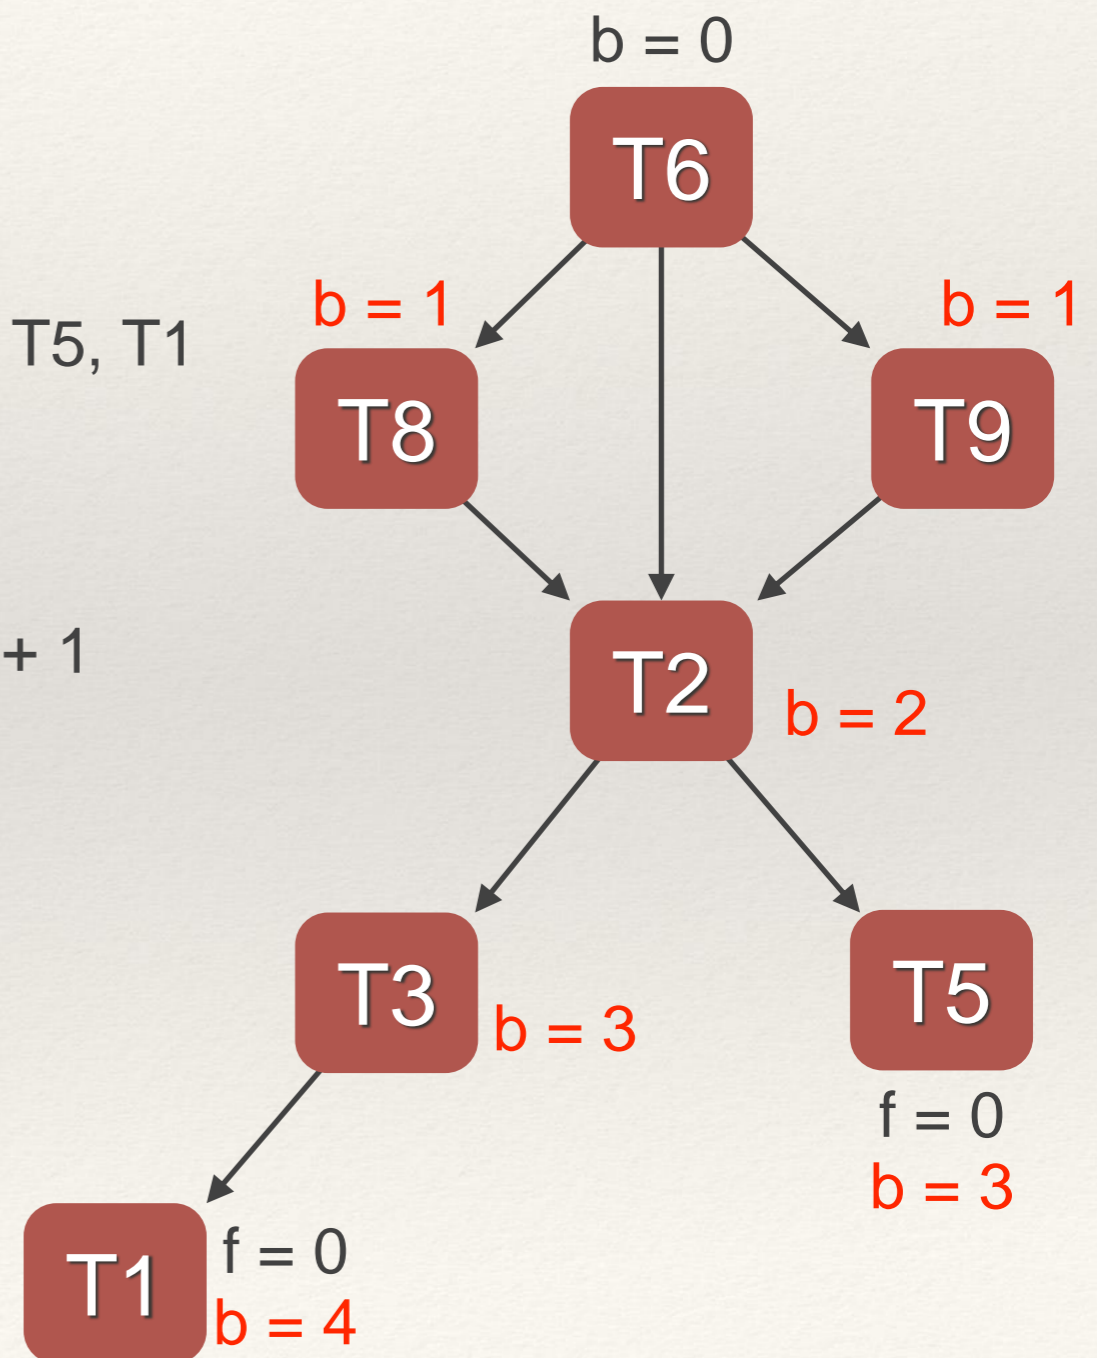 b = 0
T6
b = 1
b = 1
T5, T1
T8
T9
+ 1
T2
b = 2
T3
b = 3
T5
f = 0
b = 3
T1
f = 0
b = 4